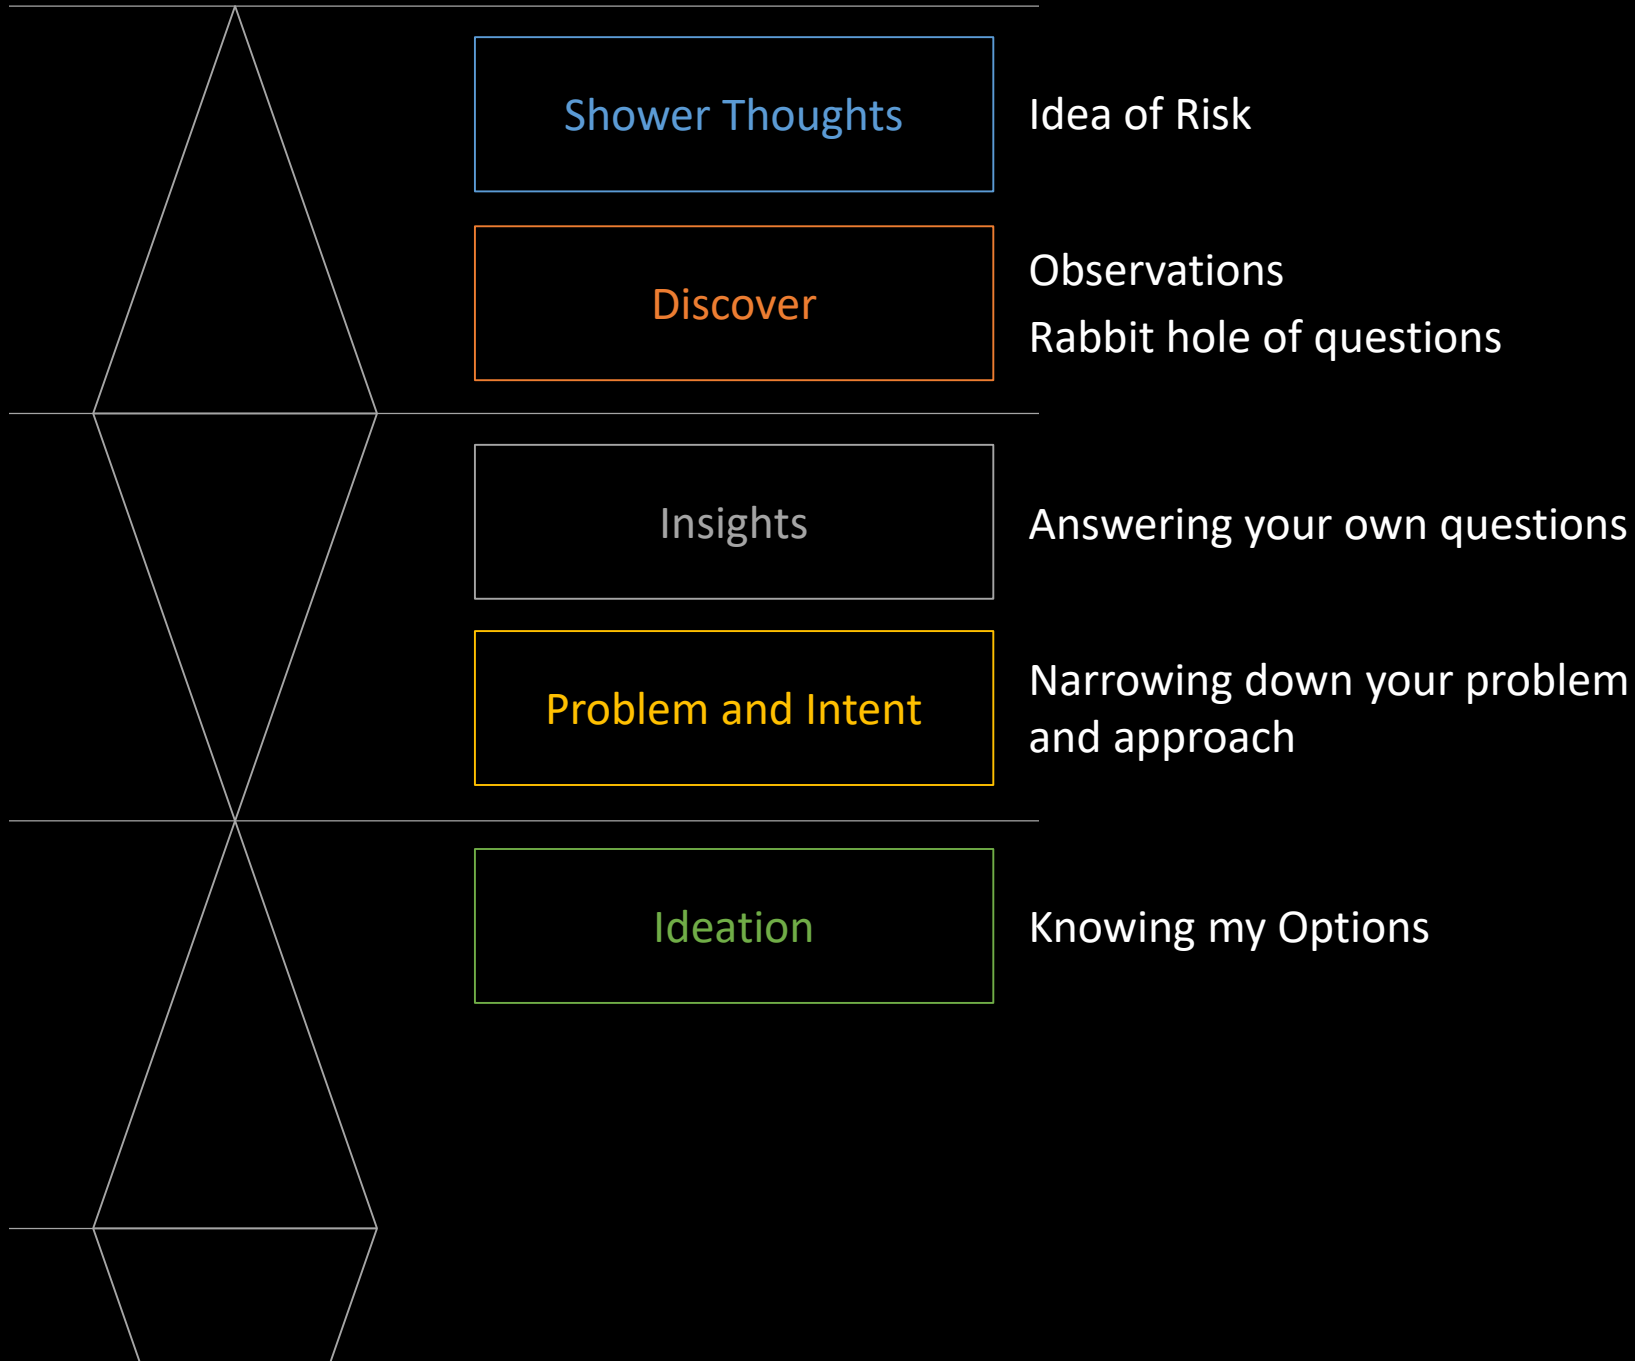 Shower Thoughts
Idea of Risk
Discover
Observations
Rabbit hole of questions
Insights
Answering your own questions
Problem and Intent
Narrowing down your problem
and approach
Ideation
Knowing my Options